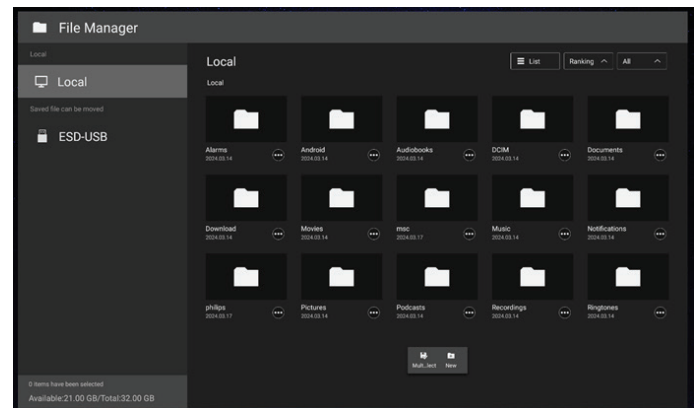 File Manager
Local
Local
Saved file can be moved
ESD-USB
0 items have been selected
Available:21.00 GB/Total:32.00 GB
Local
List
Ranking
All
Local
Alarms
2024.03.14
Android
2024.03.14
Audiobooks
2024.03.14
DCIM
2024.03.14
Documents
2024.03.14
Download
2024.03.14
Movies
2024.03.14
msc
2024.03.17
Music
2024.03.14
Notifications
2024.03.14
philips
2024.03.17
Pictures
2024.03.14
Podcasts
2024.03.14
Recordings
2024.03.14
Ringtones
2024.03.14
Mult...lect
New